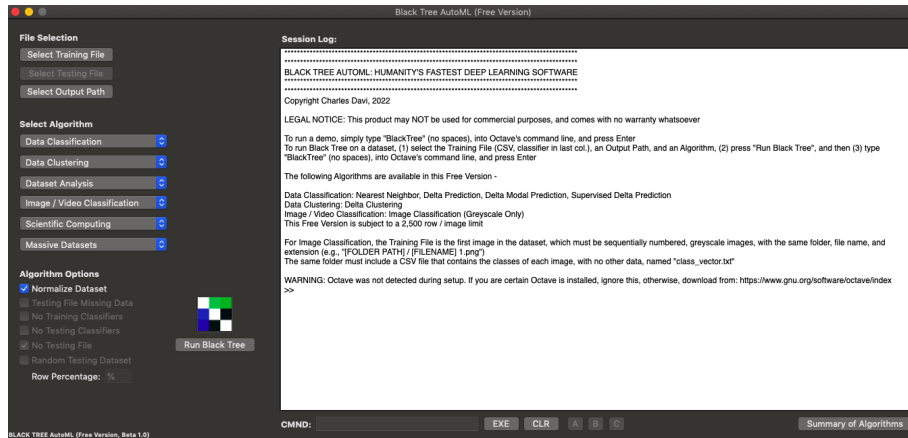 Black Tree AutoML (Free Version)
File Selection
Select Training File
Select Testing File
Select Output Path
Select Algorithm
Data Classification
Data Clustering
Dataset Analysis
Image / Video Classification
Scientific Computing
Massive Datasets
Algorithm Options
Normalize Dataset
Testing File Missing Data
No Training Classifiers
No Testing Classifiers
No Testing File
Random Testing Dataset
Row Percentage: %
Run Black Tree
BLACK TREE AutoML (Free Version, Beta 1.0)
Session Log:
BLACK TREE AUTOML: HUMANITY'S FASTEST DEEP LEARNING SOFTWARE
Copyright Charles Davi, 2022
LEGAL NOTICE: This product may NOT be used for commercial purposes, and comes with no warranty whatsoever
To run a demo, simply type "BlackTree" (no spaces), into Octave's command line, and press Enter
To run Black Tree on a dataset, (1) select the Training File (CSV, classifier in last col.), an Output Path, and an Algorithm, (2) press "Run Black Tree", and then (3) type
"BlackTree" (no spaces), into Octave's command line, and press Enter
The following Algorithms are available in this Free Version -
Data Classification: Nearest Neighbor, Delta Prediction, Delta Modal Prediction, Supervised Delta Prediction
Data Clustering: Delta Clustering
Image / Video Classification: Image Classification (Greyscale Only)
This Free Version is subject to a 2,500 row / image limit
For Image Classification, the Training File is the first image in the dataset, which must be sequentially numbered, greyscale images, with the same folder, file name, and
extension (e.g., "[FOLDER PATH] / [FILENAME] 1.png")
The same folder must include a CSV file that contains the classes of each image, with no other data, named "class_vector.txt"
WARNING: Octave was not detected during setup. If you are certain Octave is installed, ignore this, otherwise, download from: https://www.gnu.org/software/octave/index
>>
CMND:
EXE
CLR
A
B
C
Summary of Algorithms